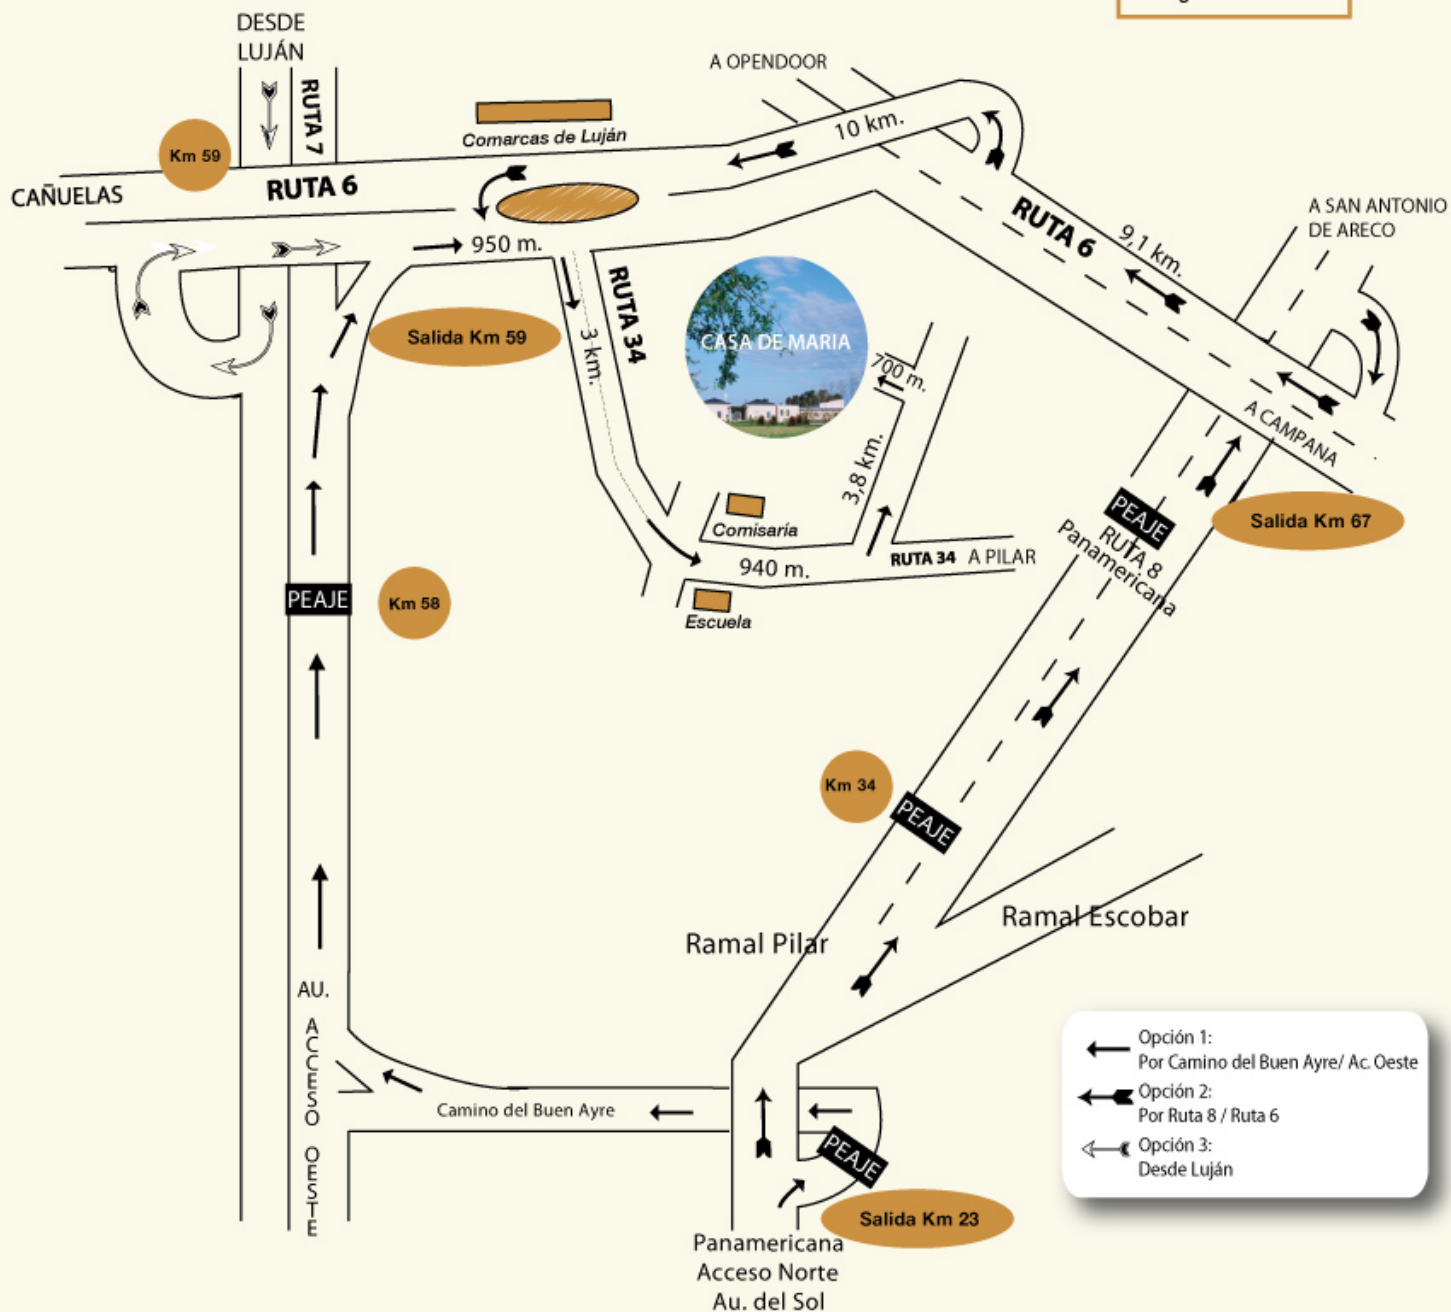 DESDE
LUJÁN
RUTA 7
A OPENDOOR
Comarcas de Luján
10 km.
Km 59
CAÑUELAS
RUTA 6
A SAN ANTONIO
DE ARECO
RUTA 6
9,1 km.
950 m.
RUTA 34
3 km.
Salida Km 59
CASA DE MARIA
700 m.
A CAMPANA
3,8 km.
PEAJE
RUTA 8
Panamericana
Salida Km 67
Comisaría
940 m.
RUTA 34 A PILAR
PEAJE
Km 58
Escuela
Km 34
PEAJE
Ramal Pilar
Ramal Escobar
AU.
ACCESO OESTE
Camino del Buen Ayre
PEAJE
Salida Km 23
Panamericana
Acceso Norte
Au. del Sol
Opción 1:
Por Camino del Buen Ayre/ Ac. Oeste
Opción 2:
Por Ruta 8 / Ruta 6
Opción 3:
Desde Luján